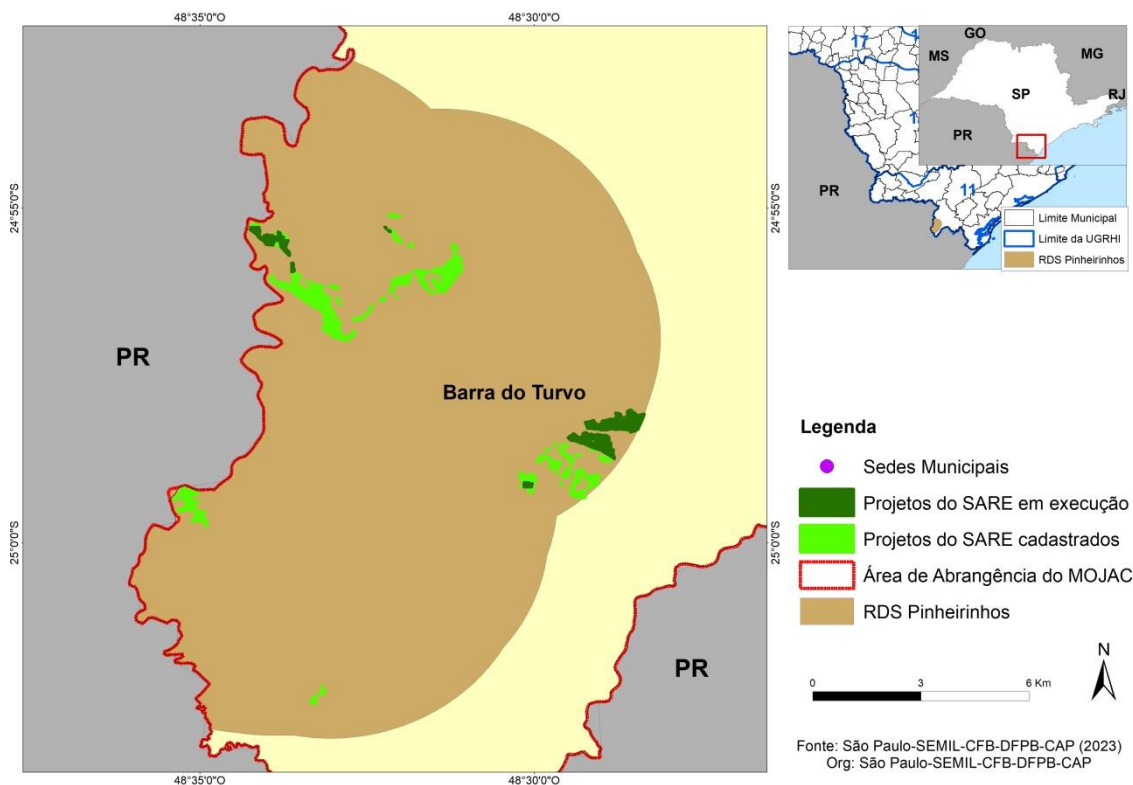 48°35'0"O
48°30'0"O
24°55'0"S
24°55'0"S
25°0'0"S
25°0'0"S
48°35'0"O
48°30'0"O
PR
Barra do Turvo
PR
17
11
PR
GO
MS
MG
SP
RJ
PR
Limite Municipal
Limite da UGRHI
RDS Pinheirinhos
Legenda
Sedes Municipais
Projetos do SARE em execução
Projetos do SARE cadastrados
Área de Abrangência do MOJAC
RDS Pinheirinhos
N
0 3 6 Km
Fonte: São Paulo-SEMIL-CFB-DFPB-CAP (2023)
Org: São Paulo-SEMIL-CFB-DFPB-CAP